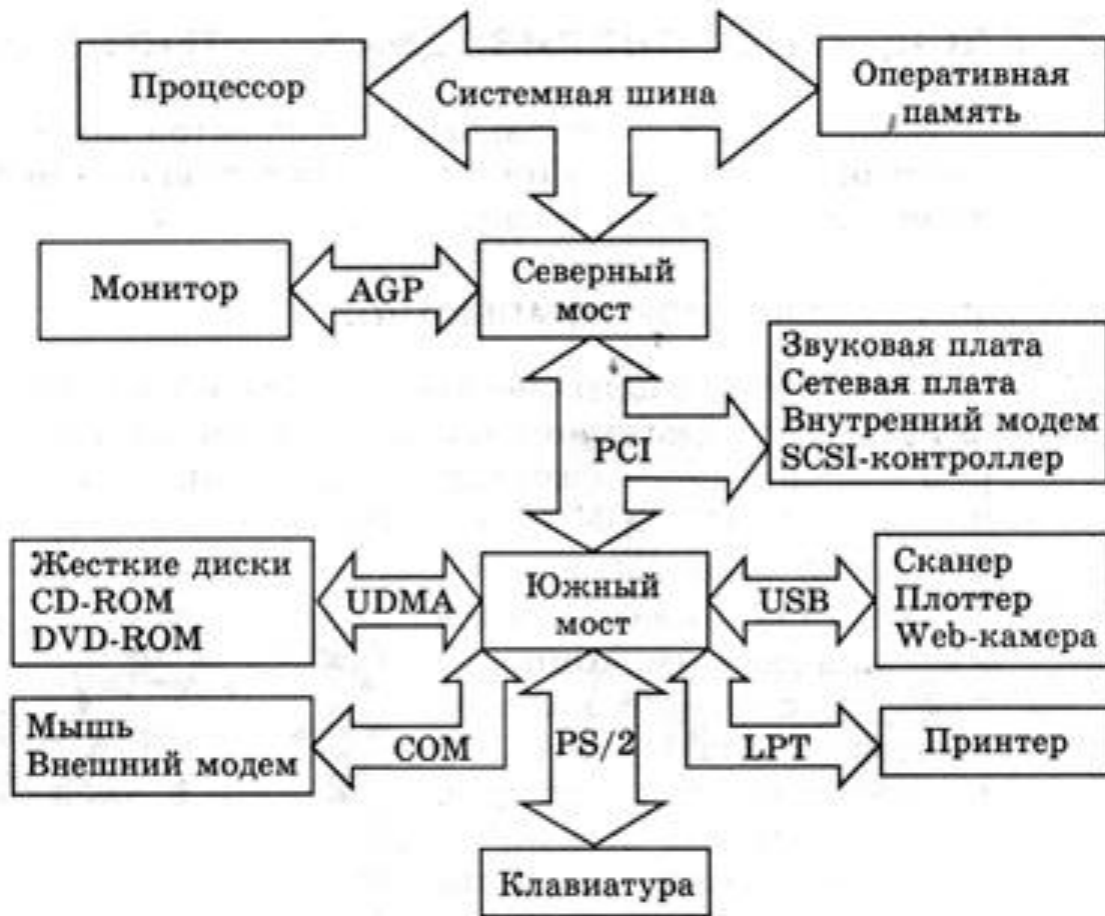 Процессор
Системная шина
Оперативная
память
Монитор
AGP
Северный
мост
Звуковая плата
Сетевая плата
Внутренний модем
SCSI-контроллер
PCI
Жесткие диски
CD-ROM
DVD-ROM
UDMA
Южный
мост
USB
Сканер
Плоттер
Web-камера
Мышь
Внешний модем
COM
PS/2
LPT
Принтер
Клавиатура